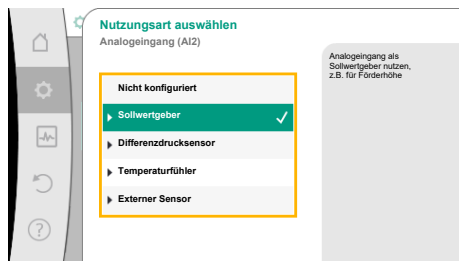 Nutzungsart auswählen
Analogeingang (AI2)
Nicht konfiguriert
Sollwertgeber
Differenzdrucksensor
Temperaturfühler
Externer Sensor
Analogeingang als
Sollwertgeber nutzen,
z.B. für Förderhöhe
?